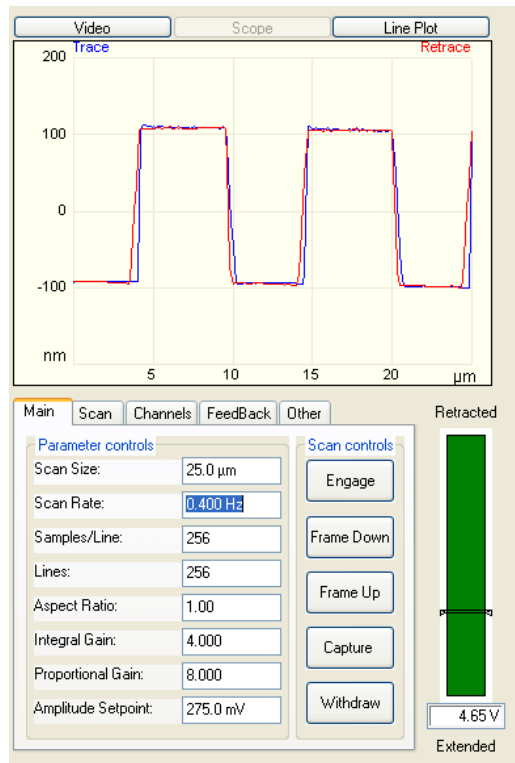 Video Scope Line Plot
Trace Retrace
200
100
0
-100
nm
5 10 15 20 µm
Main Scan Channels FeedBack Other
Retracted
Parameter controls
Scan controls
Scan Size: 25.0 µm
Engage
Scan Rate: 0.400 Hz
Samples/Line: 256
Frame Down
Lines: 256
Frame Up
Aspect Ratio: 1.00
Integral Gain: 4.000
Capture
Proportional Gain: 8.000
Amplitude Setpoint: 275.0 mV
Withdraw
4.65 V
Extended